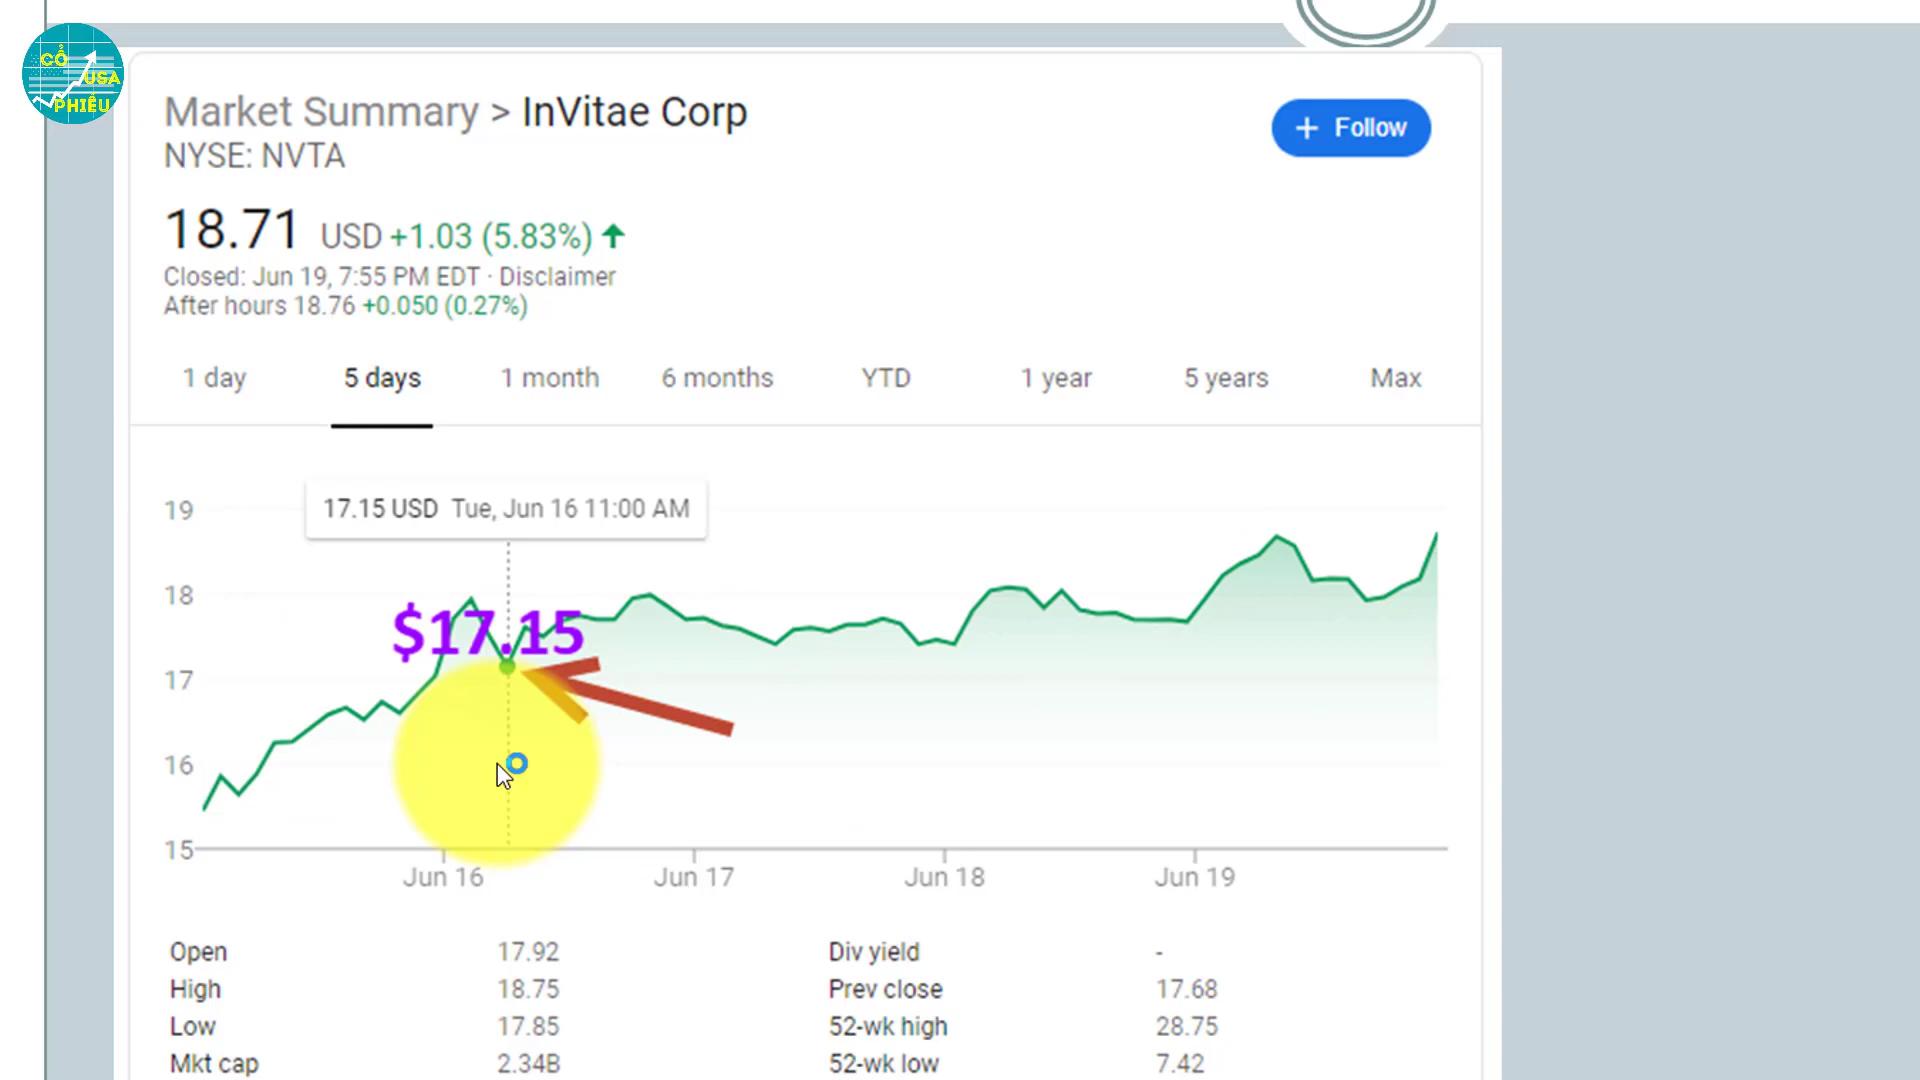 CỔ
USA
PHIẾU
Market Summary > InVitae Corp
NYSE: NVTA
+ Follow
18.71 USD +1.03 (5.83%)
Closed: Jun 19, 7:55 PM EDT · Disclaimer
After hours 18.76 +0.050 (0.27%)
1 day 5 days 1 month 6 months YTD 1 year 5 years Max
17.15 USD Tue, Jun 16 11:00 AM
19
18
$17.15
17
16
15
Jun 16 Jun 17 Jun 18 Jun 19
Open 17.92 Div yield -
High 18.75 Prev close 17.68
Low 17.85 52-wk high 28.75
Mkt cap 2.34B 52-wk low 7.42